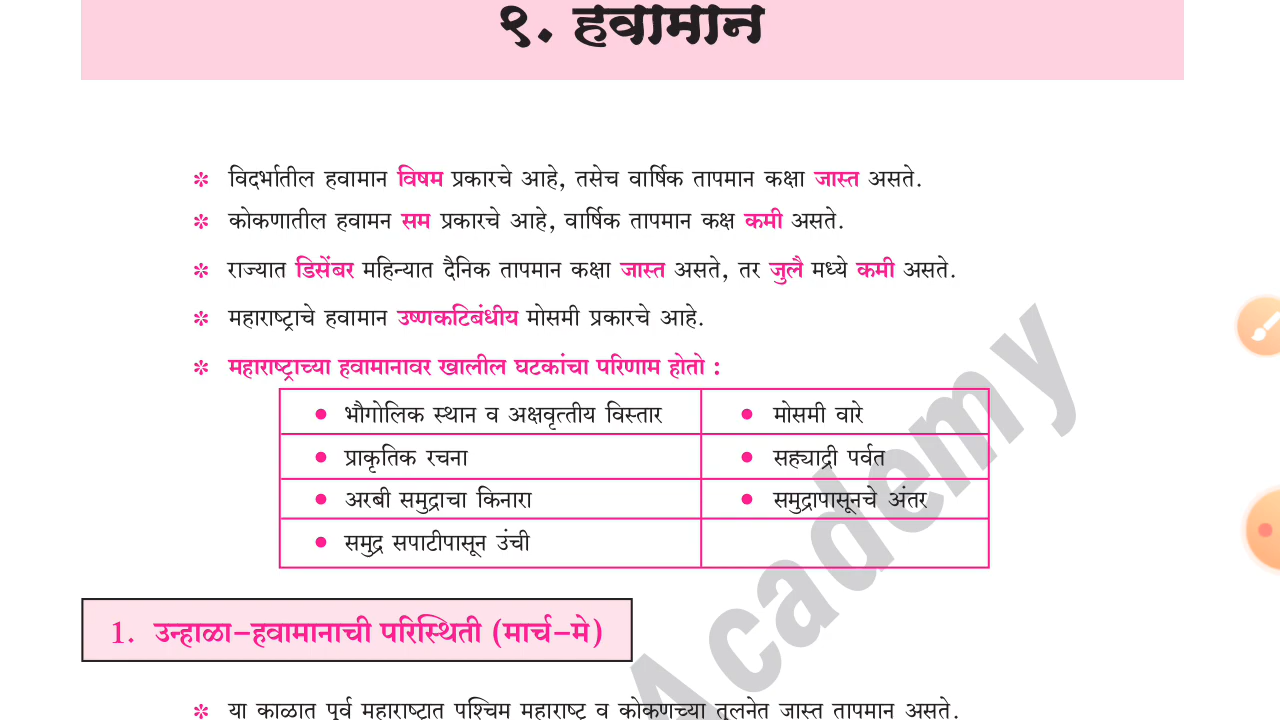 ९. हवामान
* विदर्भातील हवामान विषम प्रकारचे आहे, तसेच वार्षिक तापमान कक्षा जास्त असते.
* कोकणातील हवामन सम प्रकारचे आहे, वार्षिक तापमान कक्ष कमी असते.
* राज्यात डिसेंबर महिन्यात दैनिक तापमान कक्षा जास्त असते, तर जुलै मध्ये कमी असते.
* महाराष्ट्राचे हवामान उष्णकटिबंधीय मोसमी प्रकारचे आहे.
* महाराष्ट्राच्या हवामानावर खालील घटकांचा परिणाम होतो :
• भौगोलिक स्थान व अक्षवृत्तीय विस्तार • मोसमी वारे
• प्राकृतिक रचना • सह्याद्री पर्वत
• अरबी समुद्राचा किनारा • समुद्रापासूनचे अंतर
• समुद्र सपाटीपासून उंची
1. उन्हाळा-हवामानाची परिस्थिती (मार्च-मे)
* या काळात पूर्व महाराष्ट्रात पश्चिम महाराष्ट्र व कोकणच्या तुलनेत जास्त तापमान असते.
Academy